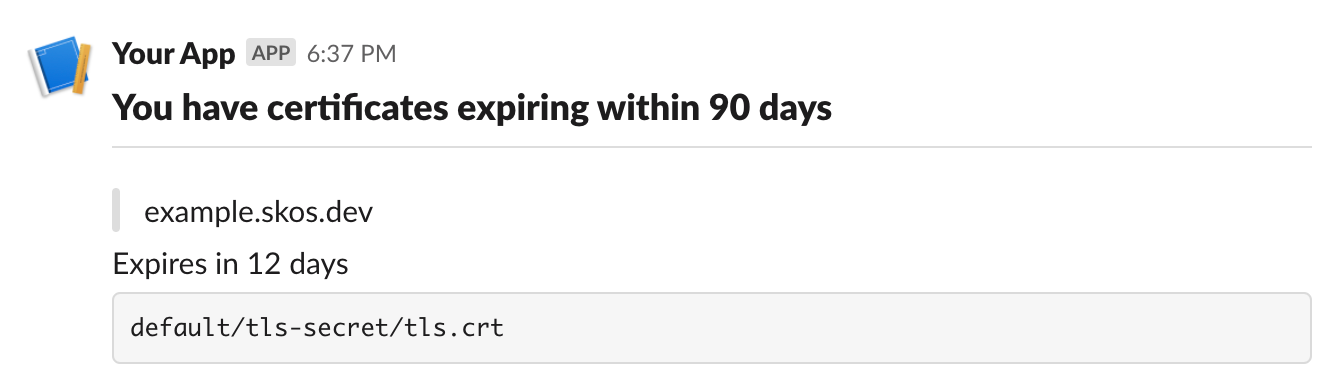 Your App APP 6:37 PM
You have certificates expiring within 90 days
example.skos.dev
Expires in 12 days
default/tls-secret/tls.crt